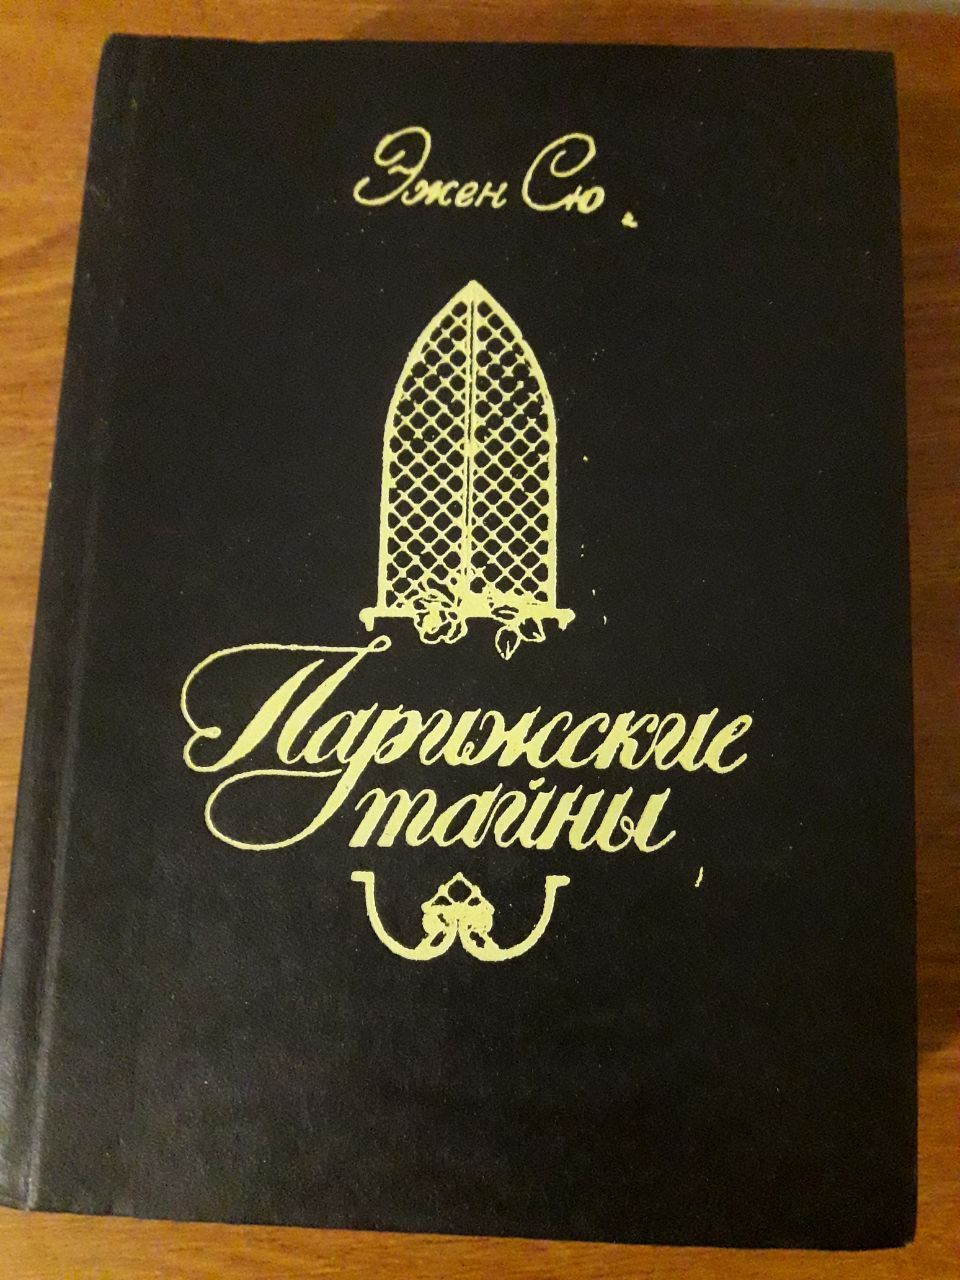 Эжен Сю
Парижские
тайны